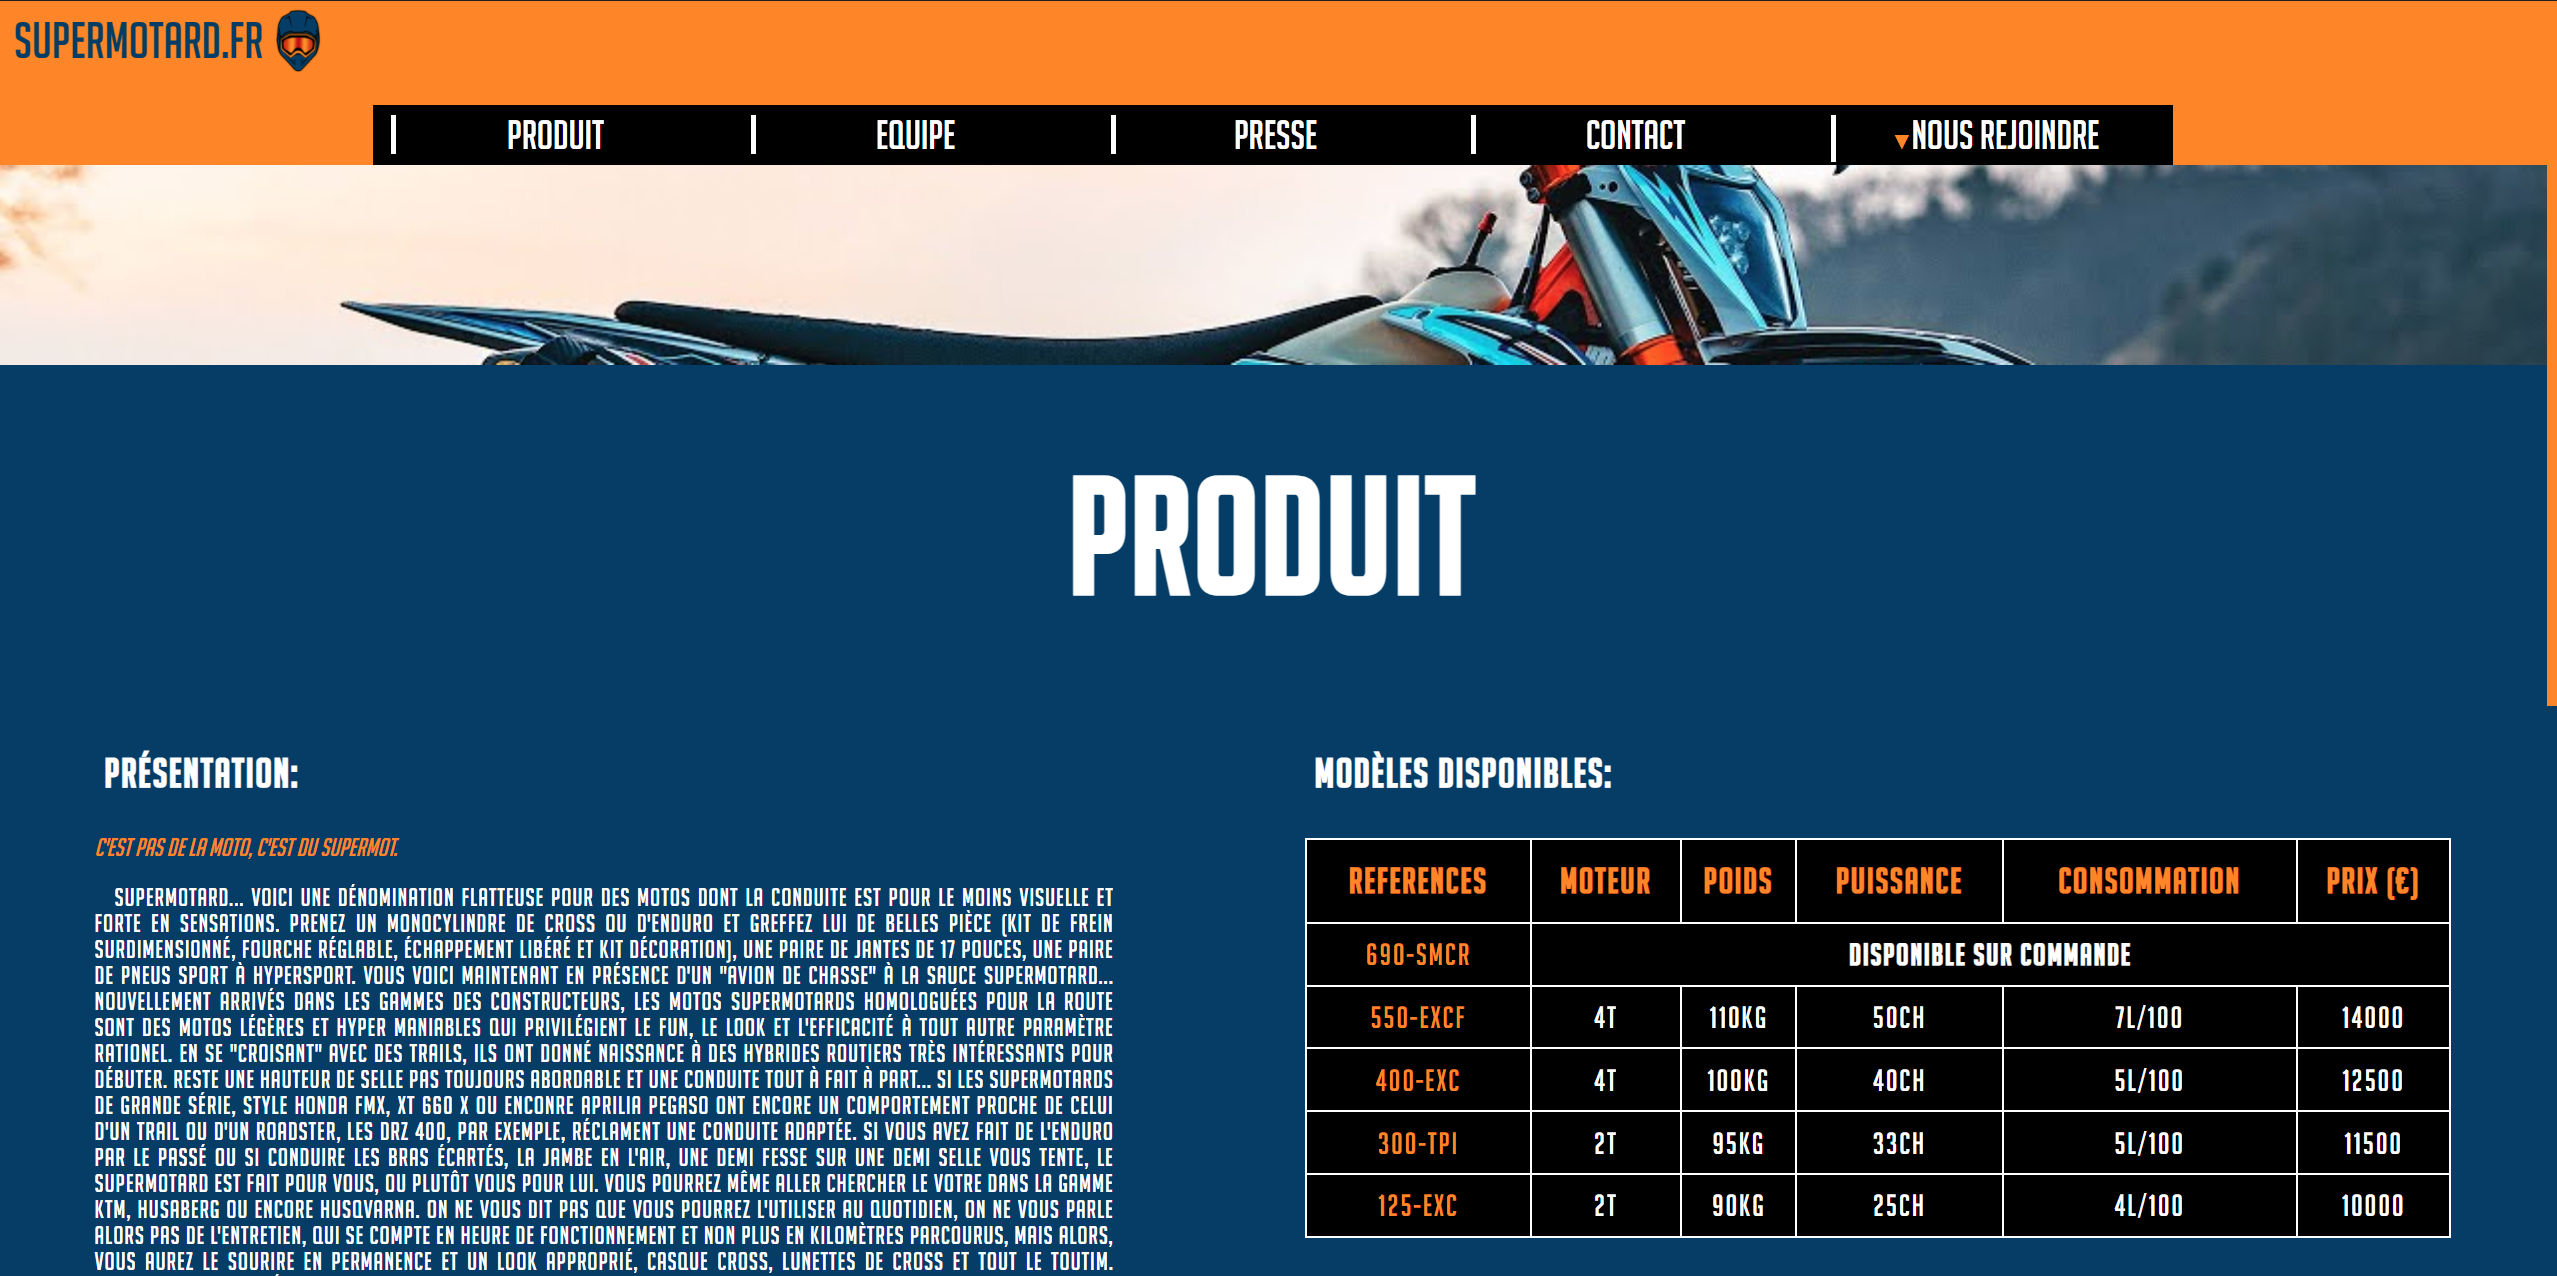 SUPERMOTARD.FR
PRODUIT
EQUIPE
PRESSE
CONTACT
▼NOUS REJOINDRE
PRODUIT
PRÉSENTATION:
C'EST PAS DE LA MOTO, C'EST DU SUPERMOT.
SUPERMOTARD... VOICI UNE DÉNOMINATION FLATTEUSE POUR DES MOTOS DONT LA CONDUITE EST POUR LE MOINS VISUELLE ET
FORTE EN SENSATIONS. PRENEZ UN MONOCYLINDRE DE CROSS OU D'ENDURO ET GREFFEZ LUI DE BELLES PIÈCE (KIT DE FREIN
SURDIMENSIONNÉ, FOURCHE RÉGLABLE, ÉCHAPPEMENT LIBÉRÉ ET KIT DÉCORATION), UNE PAIRE DE JANTES DE 17 POUCES, UNE PAIRE
DE PNEUS SPORT À HYPERSPORT. VOUS VOICI MAINTENANT EN PRÉSENCE D'UN "AVION DE CHASSE" À LA SAUCE SUPERMOTARD...
NOUVELLEMENT ARRIVÉS DANS LES GAMMES DES CONSTRUCTEURS, LES MOTOS SUPERMOTARDS HOMOLOGUÉES POUR LA ROUTE
SONT DES MOTOS LÉGÈRES ET HYPER MANIABLES QUI PRIVILÉGIENT LE FUN, LE LOOK ET L'EFFICACITÉ À TOUT AUTRE PARAMÈTRE
RATIONEL. EN SE "CROISANT" AVEC DES TRAILS, ILS ONT DONNÉ NAISSANCE À DES HYBRIDES ROUTIERS TRÈS INTÉRESSANTS POUR
DÉBUTER. RESTE UNE HAUTEUR DE SELLE PAS TOUJOURS ABORDABLE ET UNE CONDUITE TOUT À FAIT À PART... SI LES SUPERMOTARDS
DE GRANDE SÉRIE, STYLE HONDA FMX, XT 660 X OU ENCONRE APRILIA PEGASO ONT ENCORE UN COMPORTEMENT PROCHE DE CELUI
D'UN TRAIL OU D'UN ROADSTER, LES DRZ 400, PAR EXEMPLE, RÉCLAMENT UNE CONDUITE ADAPTÉE. SI VOUS AVEZ FAIT DE L'ENDURO
PAR LE PASSÉ OU SI CONDUIRE LES BRAS ÉCARTÉS, LA JAMBE EN L'AIR, UNE DEMI FESSE SUR UNE DEMI SELLE VOUS TENTE, LE
SUPERMOTARD EST FAIT POUR VOUS, OU PLUTÔT VOUS POUR LUI. VOUS POURREZ MÊME ALLER CHERCHER LE VOTRE DANS LA GAMME
KTM, HUSABERG OU ENCORE HUSQVARNA. ON NE VOUS DIT PAS QUE VOUS POURREZ L'UTILISER AU QUOTIDIEN, ON NE VOUS PARLE
ALORS PAS DE L'ENTRETIEN, QUI SE COMPTE EN HEURE DE FONCTIONNEMENT ET NON PLUS EN KILOMÈTRES PARCOURUS, MAIS ALORS,
VOUS AUREZ LE SOURIRE EN PERMANENCE ET UN LOOK APPROPRIÉ, CASQUE CROSS, LUNETTES DE CROSS ET TOUT LE TOUTIM.
MODÈLES DISPONIBLES:
REFERENCES MOTEUR POIDS PUISSANCE CONSOMMATION PRIX (€)
690-SMCR DISPONIBLE SUR COMMANDE
550-EXCF 4T 110KG 50CH 7L/100 14000
400-EXC 4T 100KG 40CH 5L/100 12500
300-TPI 2T 95KG 33CH 5L/100 11500
125-EXC 2T 90KG 25CH 4L/100 10000